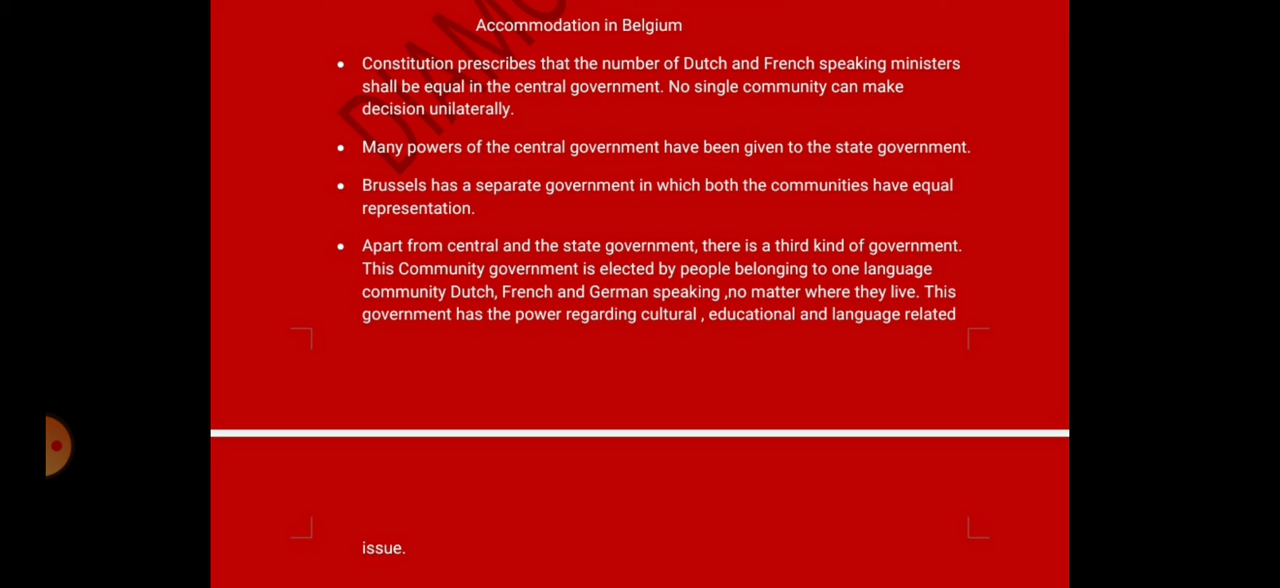 Accommodation in Belgium
• Constitution prescribes that the number of Dutch and French speaking ministers
shall be equal in the central government. No single community can make
decision unilaterally.
• Many powers of the central government have been given to the state government.
• Brussels has a separate government in which both the communities have equal
representation.
• Apart from central and the state government, there is a third kind of government.
This Community government is elected by people belonging to one language
community Dutch, French and German speaking ,no matter where they live. This
government has the power regarding cultural , educational and language related
issue.